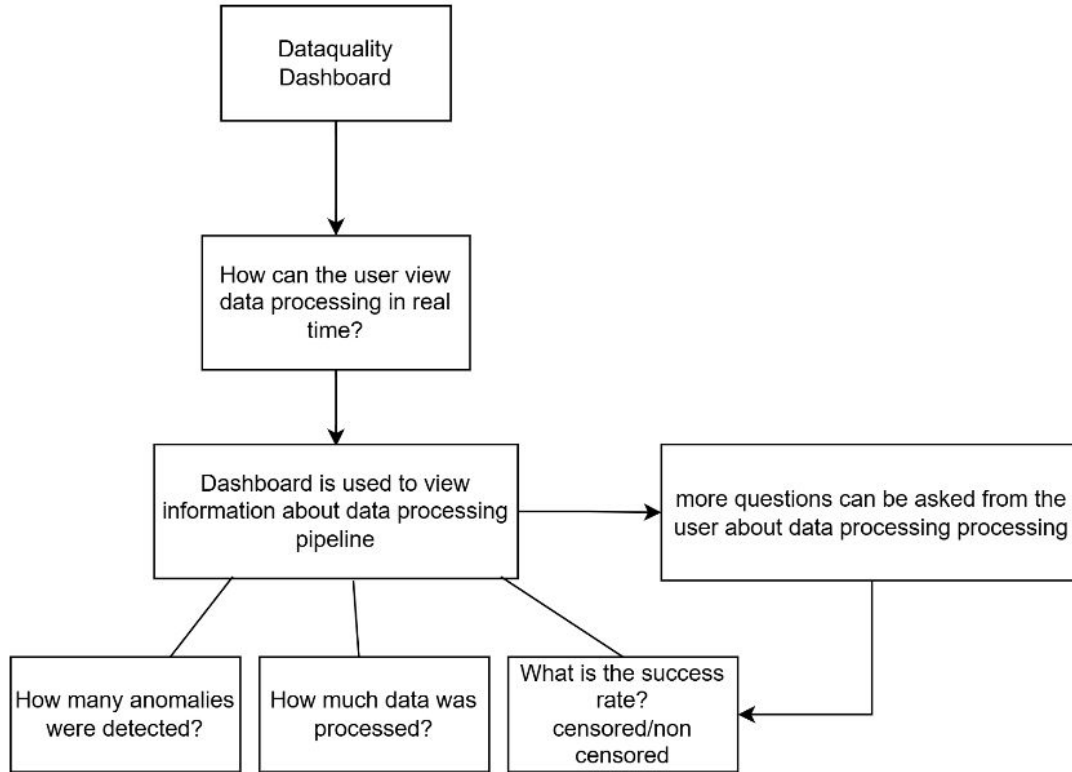 Dataquality
Dashboard
How can the user view
data processing in real
time?
Dashboard is used to view
information about data processing
pipeline
more questions can be asked from the
user about data processing processing
How many anomalies
were detected?
How much data was
processed?
What is the success
rate?
censored/non
censored